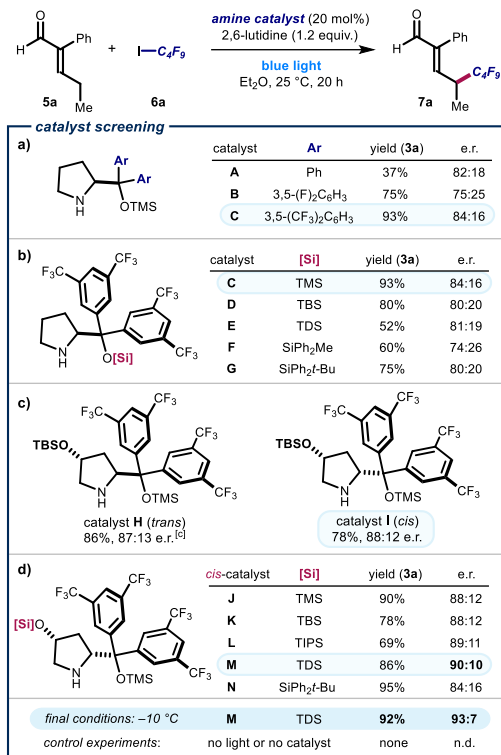 amine catalyst (20 mol%)
2,6-lutidine (1.2 equiv.)
blue light
Et2O, 25 °C, 20 h
O H Ph Me
5a
+
I–C4F9
6a
O H Ph C4F9 Me
7a
catalyst screening
a)
N H Ar Ar OTMS
catalyst Ar yield (3a) e.r.
A Ph 37% 82:18
B 3,5-(F)2C6H3 75% 75:25
C 3,5-(CF3)2C6H3 93% 84:16
b)
F3C CF3 CF3 CF3 NH O[Si]
catalyst [Si] yield (3a) e.r.
C TMS 93% 84:16
D TBS 80% 80:20
E TDS 52% 81:19
F SiPh2Me 60% 74:26
G SiPh2t-Bu 75% 80:20
c)
F3C CF3 CF3 CF3 TBSO NH OTMS
catalyst H (trans)
86%, 87:13 e.r.[c]
F3C CF3 CF3 CF3 TBSO NH OTMS
catalyst I (cis)
78%, 88:12 e.r.
d)
F3C CF3 CF3 CF3 [Si]O NH OTMS
cis-catalyst [Si] yield (3a) e.r.
J TMS 90% 88:12
K TBS 78% 88:12
L TIPS 69% 89:11
M TDS 86% 90:10
N SiPh2t-Bu 95% 84:16
final conditions: –10 °C M TDS 92% 93:7
control experiments: no light or no catalyst none n.d.